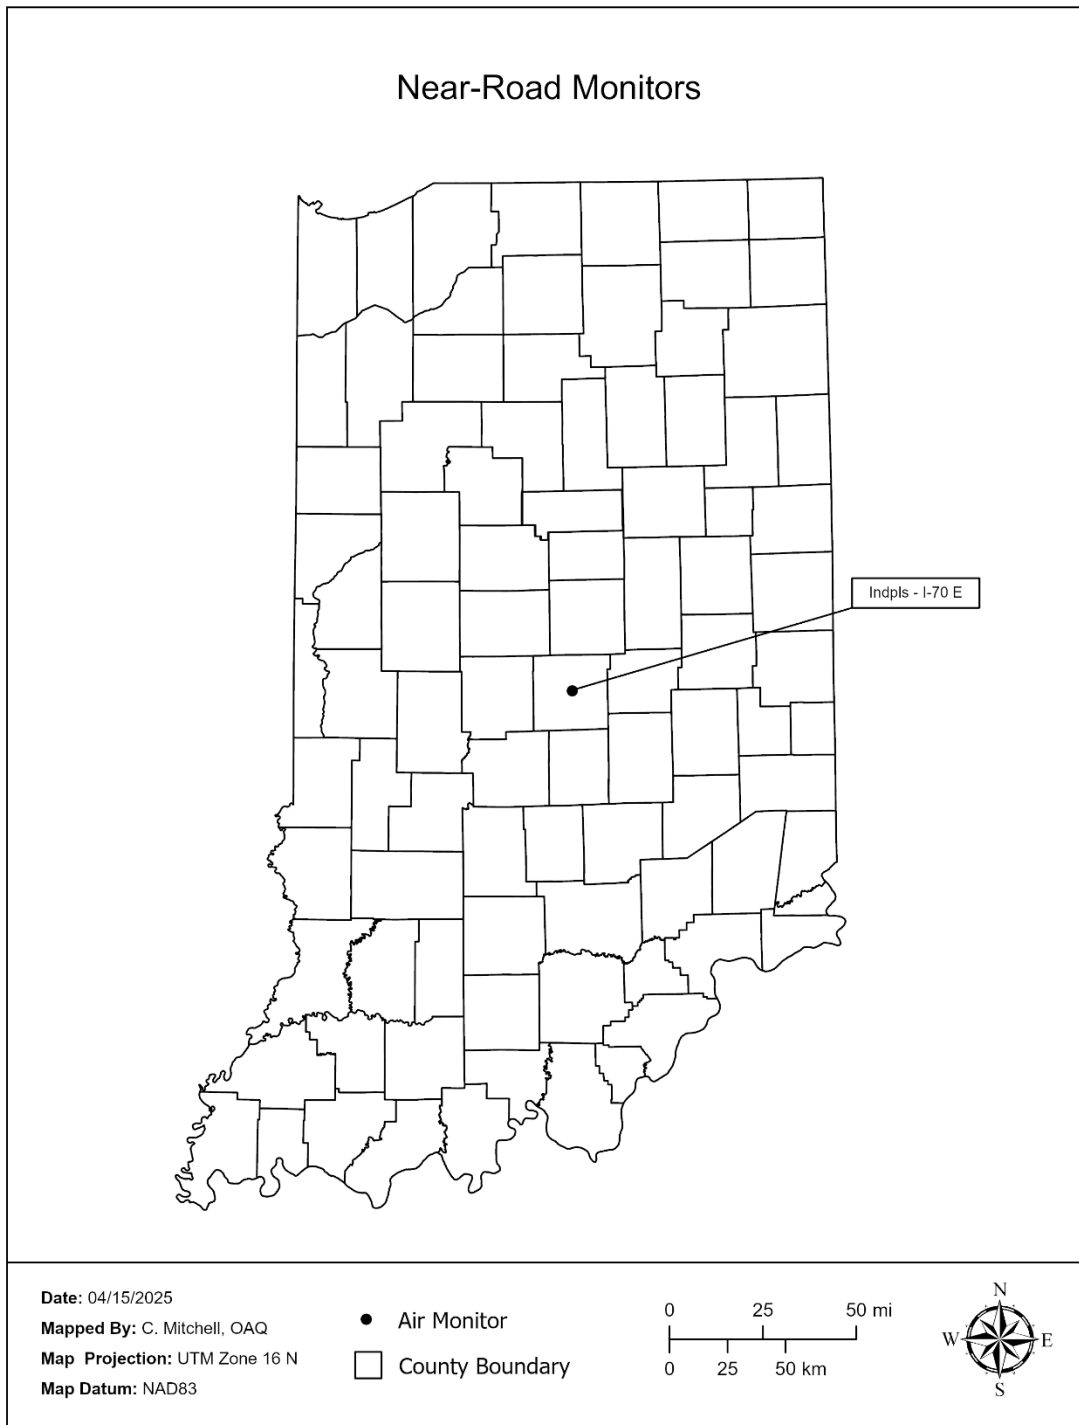 Near-Road Monitors
Indpls - I-70 E
Date: 04/15/2025
Mapped By: C. Mitchell, OAQ
Map Projection: UTM Zone 16 N
Map Datum: NAD83
Air Monitor
County Boundary
0 25 50 mi
0 25 50 km
N
W E
S